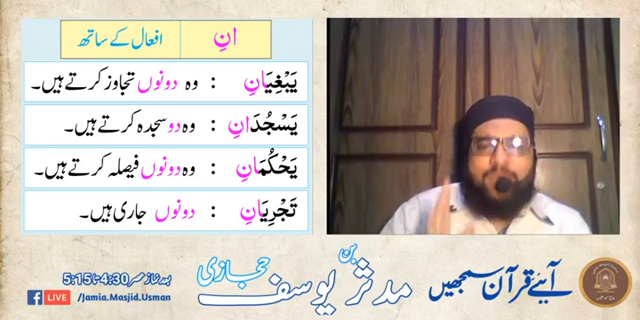 انِ افعال کے ساتھ
يَبْغِيَانِ : وہ دونوں تجاوز کرتے ہیں۔
يَسْجُدَانِ : وہ دو سجدہ کرتے ہیں۔
يَحْكُمَانِ : وہ دونوں فیصلہ کرتے ہیں۔
تَجْرِيَانِ : دونوں جاری ہیں۔
آیئے قرآن سمجھیں
مدثر بن یوسف حجازی
بعد نماز عصر 4:30 تا 5:15
f LIVE /Jamia.Masjid.Usman